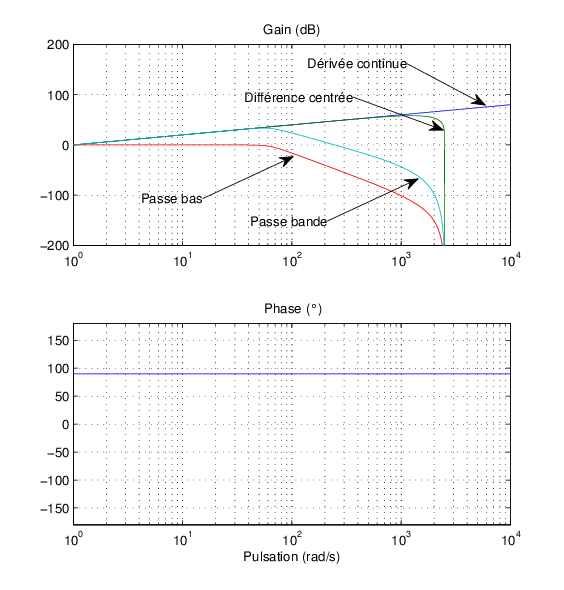 Gain (dB)
200
100
0
−100
−200
Dérivée continue
Différence centrée
Passe bas
Passe bande
10^0 10^1 10^2 10^3 10^4
Phase (°)
150
100
50
0
−50
−100
−150
10^0 10^1 10^2 10^3 10^4
Pulsation (rad/s)